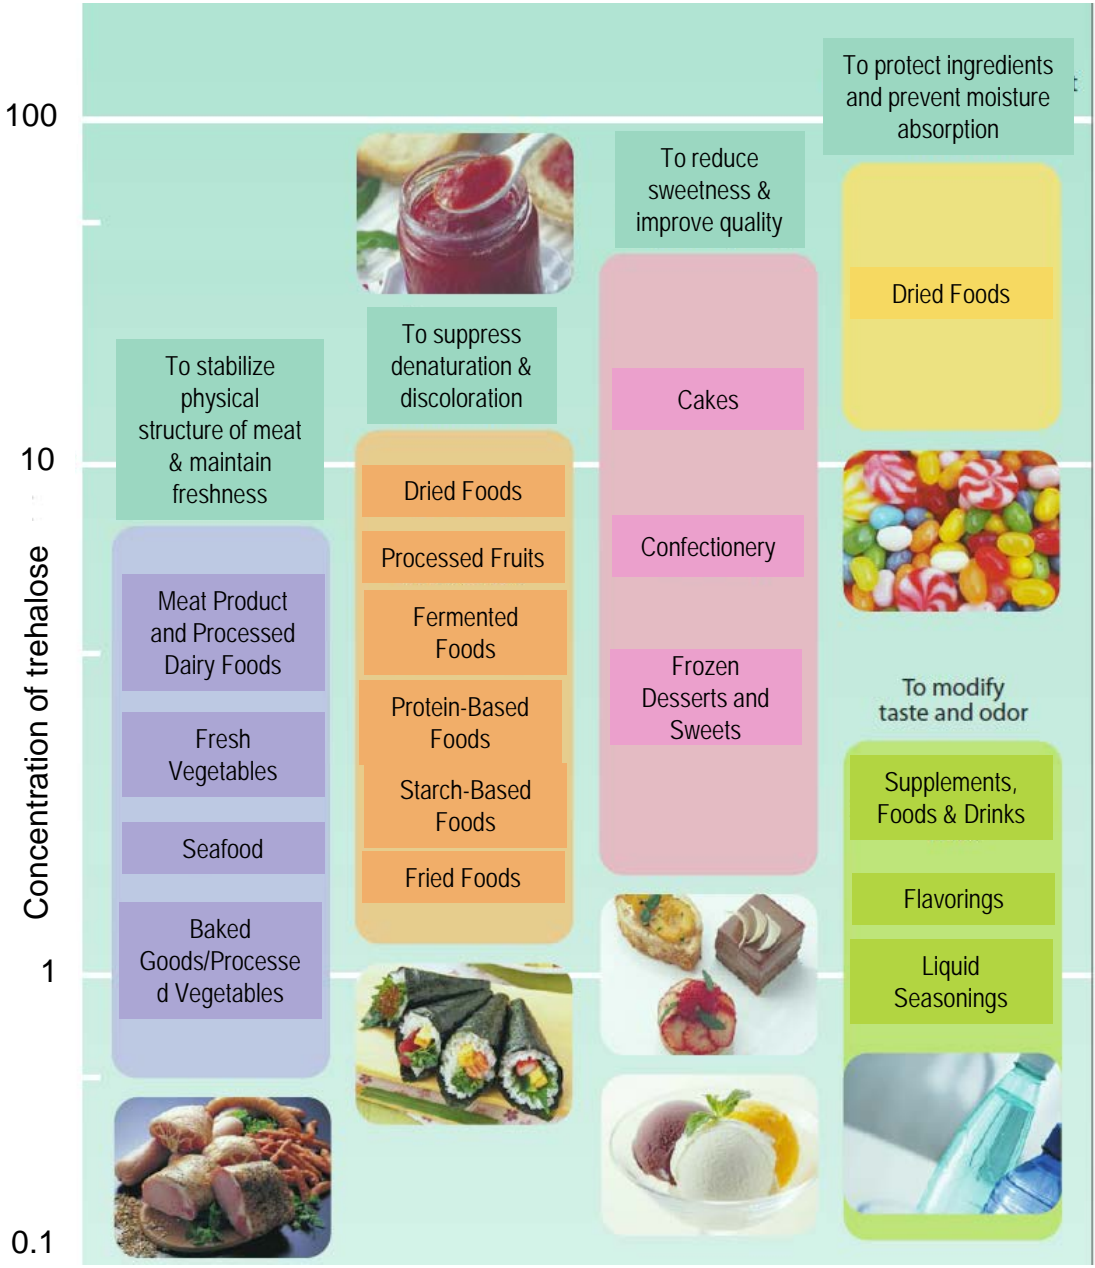 100
10
1
0.1
Concentration of trehalose
To stabilize
physical
structure of meat
& maintain
freshness
Meat Product
and Processed
Dairy Foods
Fresh
Vegetables
Seafood
Baked
Goods/Processe
d Vegetables
To suppress
denaturation &
discoloration
Dried Foods
Processed Fruits
Fermented
Foods
Protein-Based
Foods
Starch-Based
Foods
Fried Foods
To reduce
sweetness &
improve quality
Cakes
Confectionery
Frozen
Desserts and
Sweets
To protect ingredients
and prevent moisture
absorption
t
Dried Foods
To modify
taste and odor
Supplements,
Foods & Drinks
Flavorings
Liquid
Seasonings